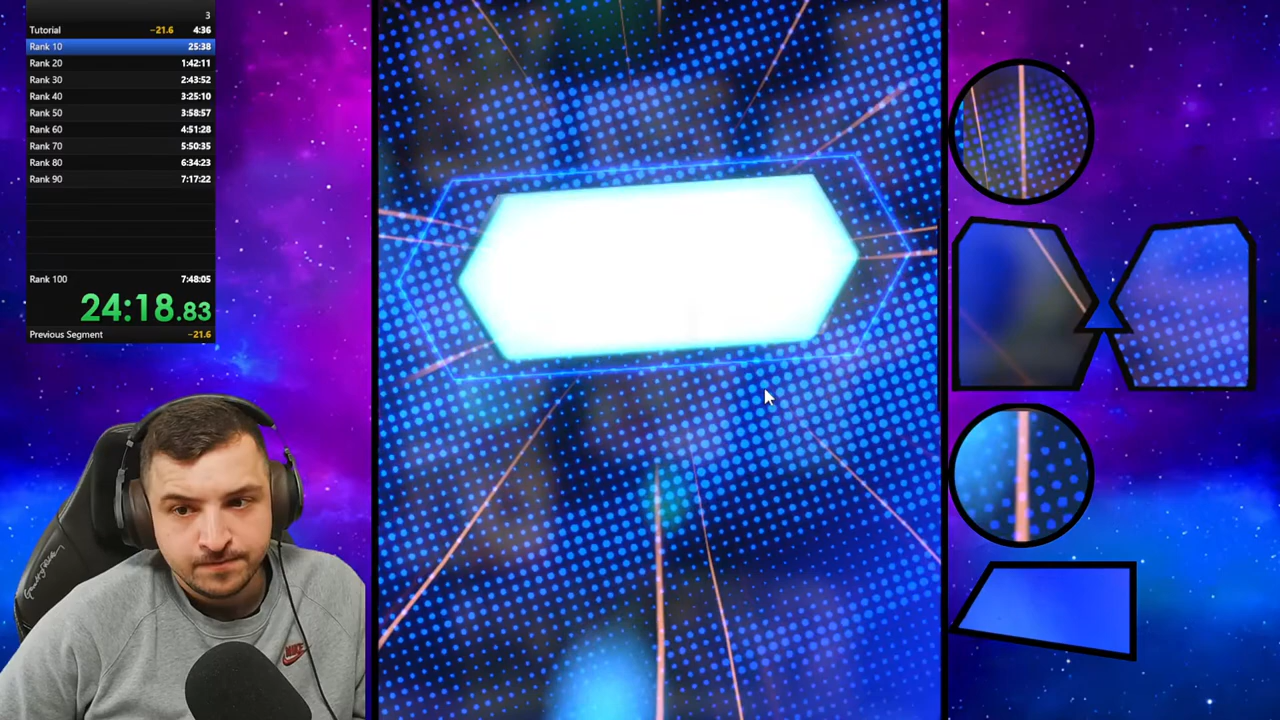 3
Tutorial −21.6 4:36
Rank 10 25:38
Rank 20 1:42:11
Rank 30 2:43:52
Rank 40 3:25:10
Rank 50 3:58:57
Rank 60 4:51:28
Rank 70 5:50:35
Rank 80 6:34:23
Rank 90 7:17:22
Rank 100 7:48:05
24:18.83
Previous Segment −21.6